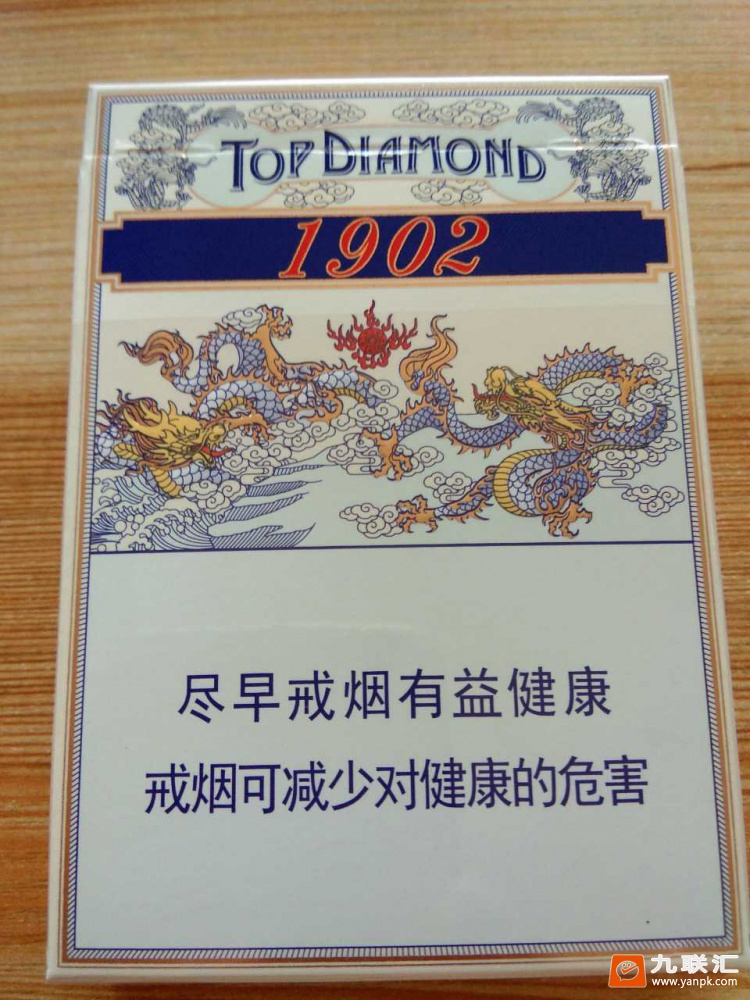 TOP DIAMOND
1902
尽早戒烟有益健康
戒烟可减少对健康的危害
九联汇
www.yanpk.com